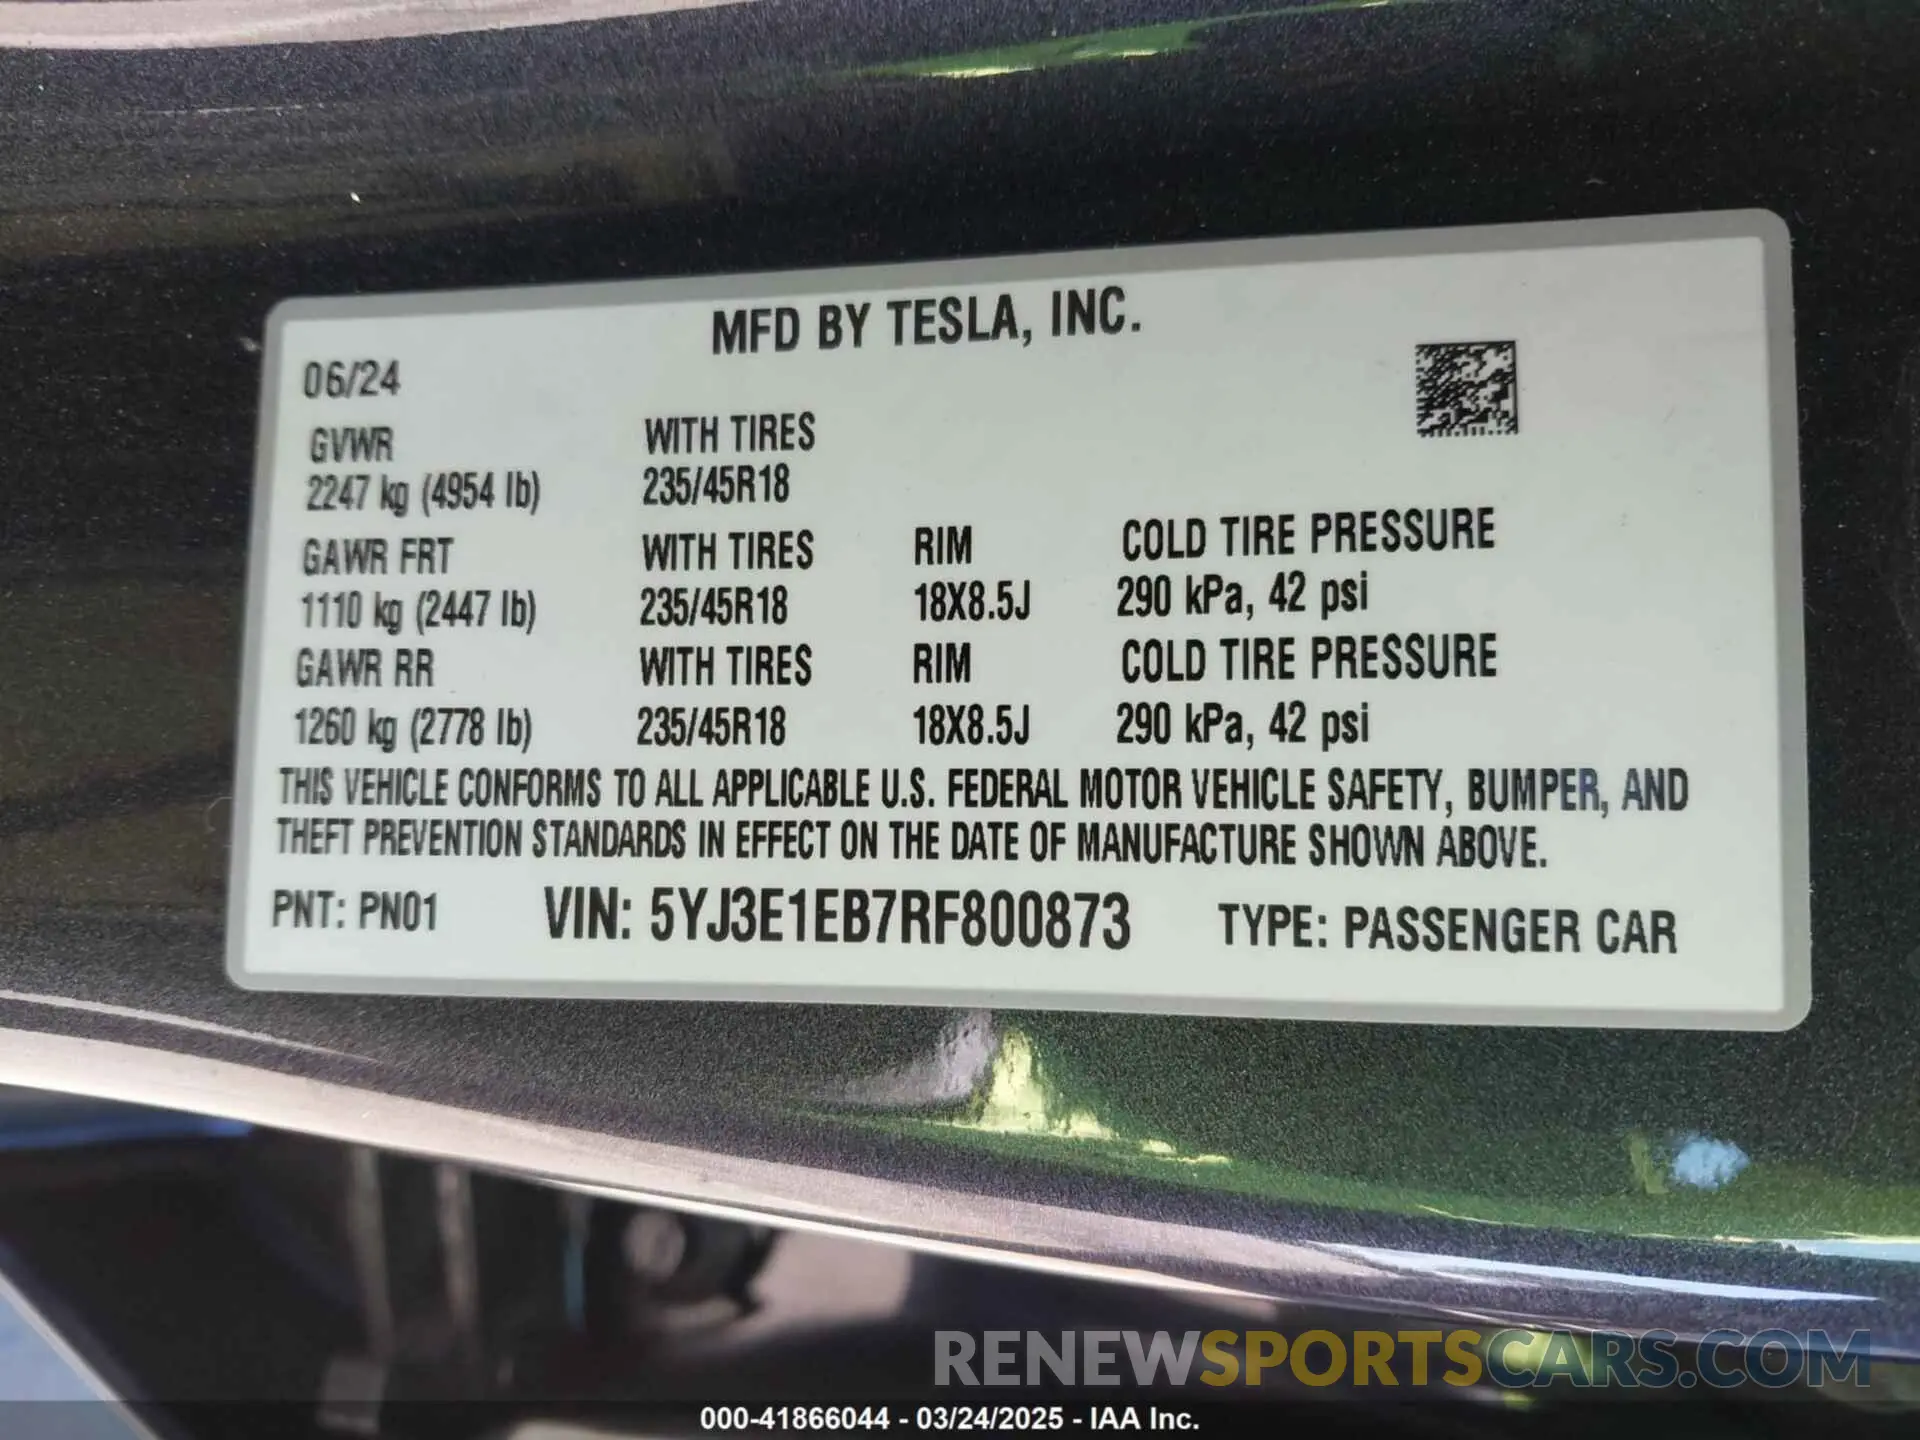 MFD BY TESLA, INC.
06/24
GVWR WITH TIRES
2247 kg (4954 lb) 235/45R18
GAWR FRT WITH TIRES RIM COLD TIRE PRESSURE
1110 kg (2447 lb) 235/45R18 18X8.5J 290 kPa, 42 psi
GAWR RR WITH TIRES RIM COLD TIRE PRESSURE
1260 kg (2778 lb) 235/45R18 18X8.5J 290 kPa, 42 psi
THIS VEHICLE CONFORMS TO ALL APPLICABLE U.S. FEDERAL MOTOR VEHICLE SAFETY, BUMPER, AND
THEFT PREVENTION STANDARDS IN EFFECT ON THE DATE OF MANUFACTURE SHOWN ABOVE.
PNT: PN01 VIN: 5YJ3E1EB7RF800873 TYPE: PASSENGER CAR
RENEWSPORTSCARS.COM
000-41866044 - 03/24/2025 - IAA Inc.